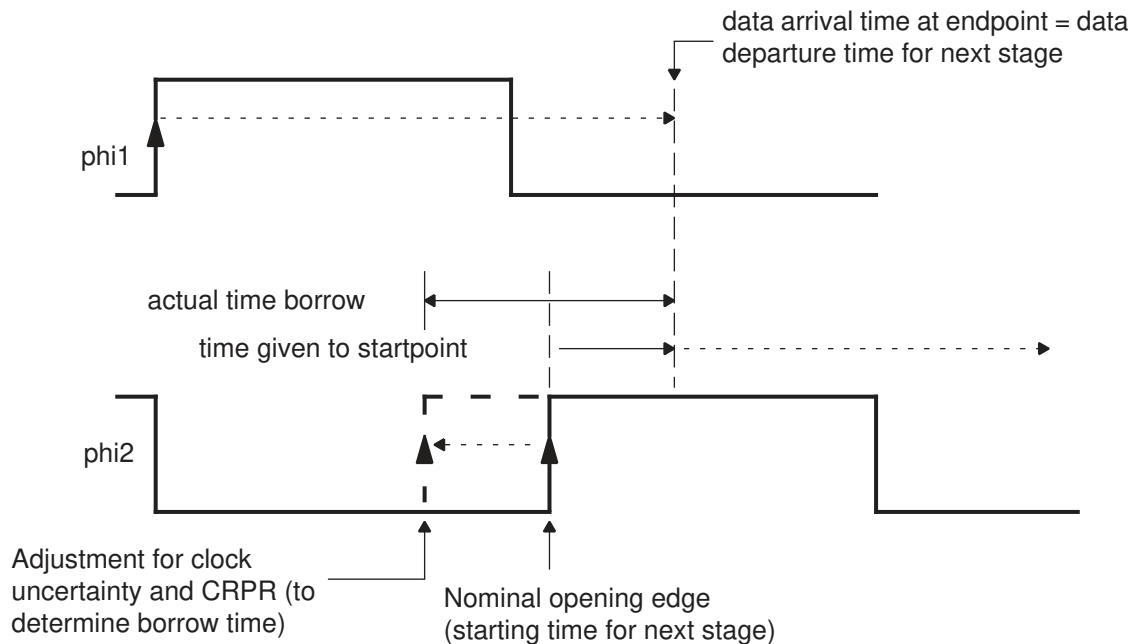 data arrival time at endpoint = data
departure time for next stage
phi1
actual time borrow
time given to startpoint
phi2
Adjustment for clock
uncertainty and CRPR (to
determine borrow time)
Nominal opening edge
(starting time for next stage)